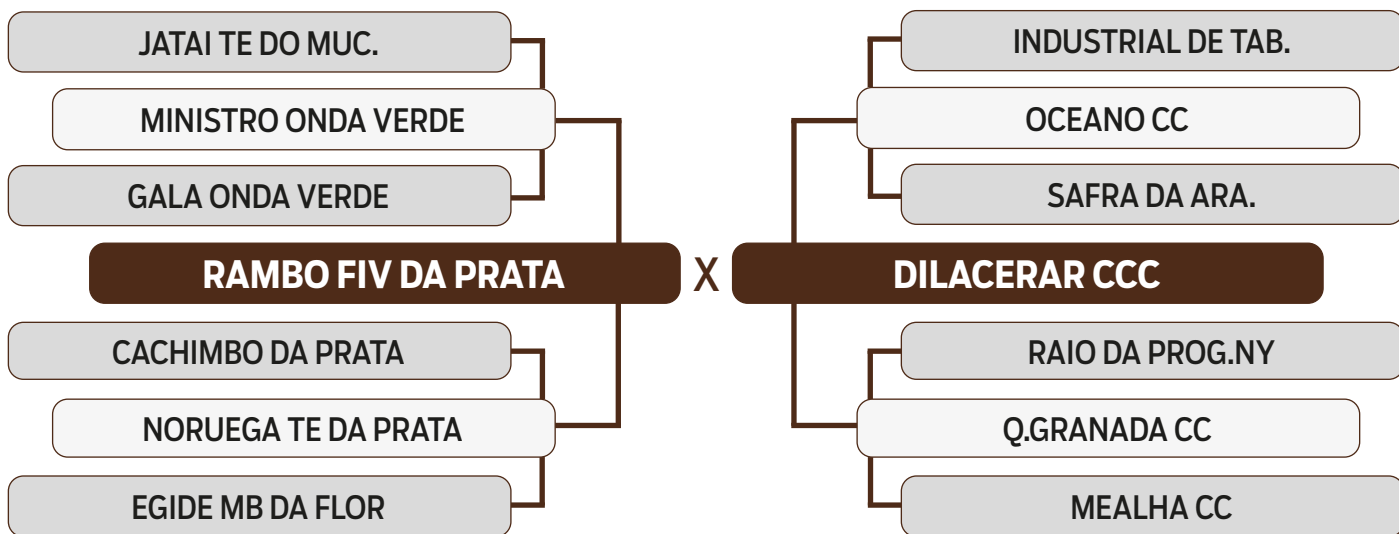 JATAI TE DO MUC.
MINISTRO ONDA VERDE
GALA ONDA VERDE
RAMBO FIV DA PRATA
CACHIMBO DA PRATA
NORUEGA TE DA PRATA
EGIDE MB DA FLOR
X
INDUSTRIAL DE TAB.
OCEANO CC
SAFRA DA ARA.
DILACERAR CCC
RAIO DA PROG.NY
Q.GRANADA CC
MEALHA CC